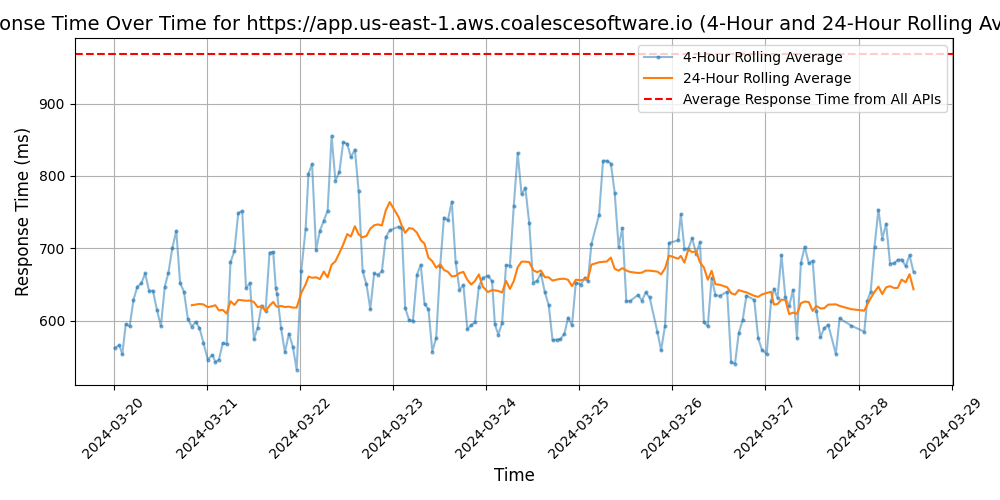 onse Time Over Time for https://app.us-east-1.aws.coalescesoftware.io (4-Hour and 24-Hour Rolling Av
4-Hour Rolling Average
24-Hour Rolling Average
Average Response Time from All APIs
Response Time (ms)
900
800
700
600
2024-03-20
2024-03-21
2024-03-22
2024-03-23
2024-03-24
2024-03-25
2024-03-26
2024-03-27
2024-03-28
2024-03-29
Time